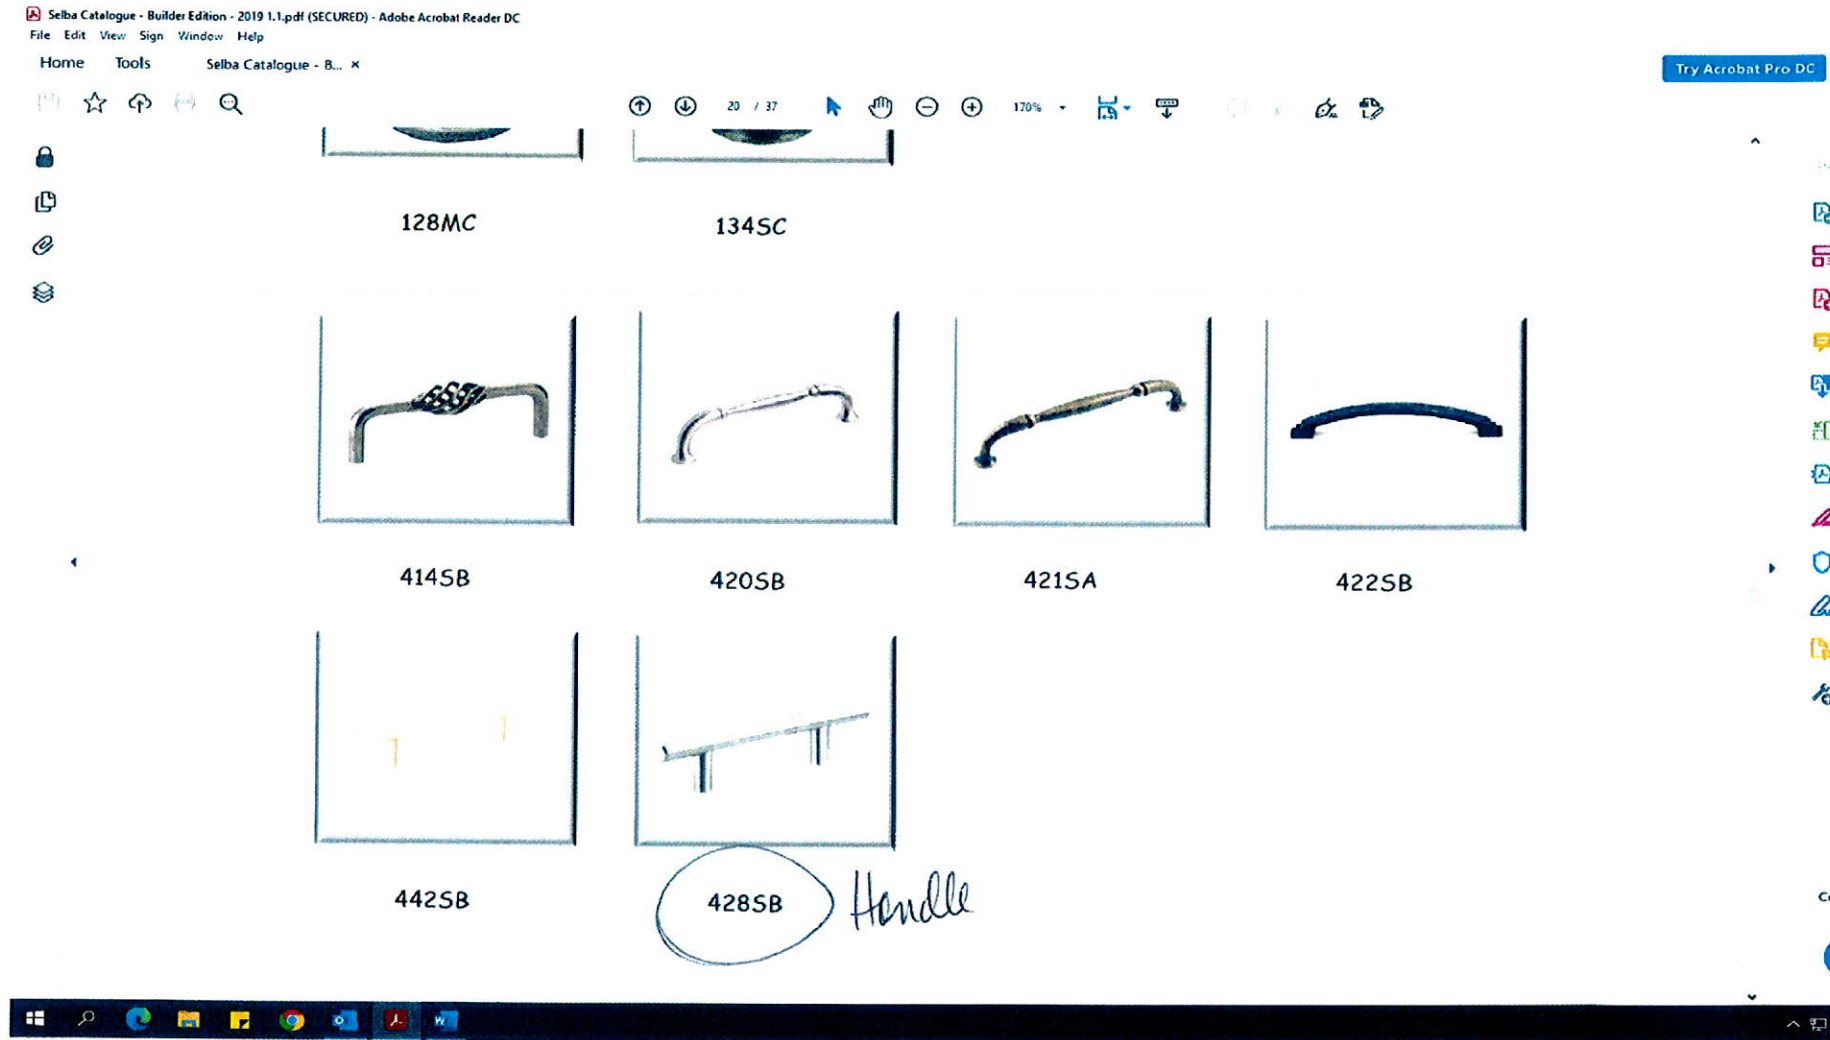 Selba Catalogue - Builder Edition - 2019 1.1.pdf (SECURED) - Adobe Acrobat Reader DC
File Edit View Sign Window Help
Home Tools Selba Catalogue - B... ×
Try Acrobat Pro DC
20 / 37 170%
128MC 134SC
414SB 420SB 421SA 422SB
442SB 428SB Handle